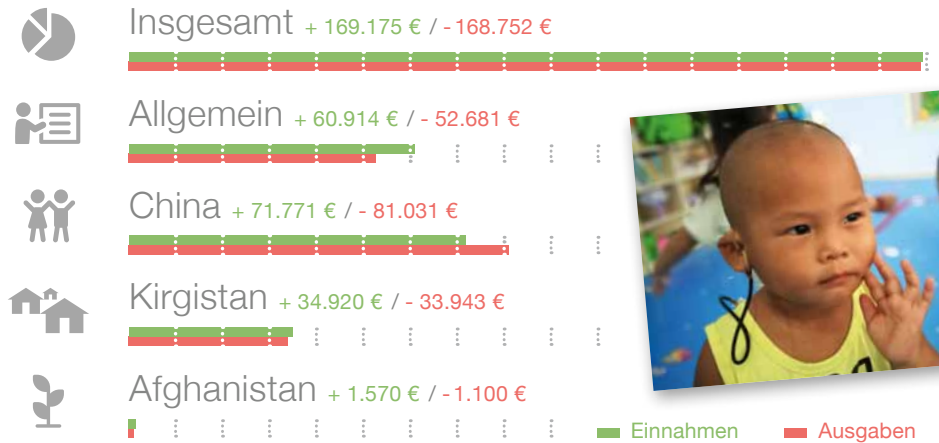 Insgesamt + 169.175 € / - 168.752 €
Allgemein + 60.914 € / - 52.681 €
China + 71.771 € / - 81.031 €
Kirgistan + 34.920 € / - 33.943 €
Afghanistan + 1.570 € / - 1.100 €
Einnahmen Ausgaben